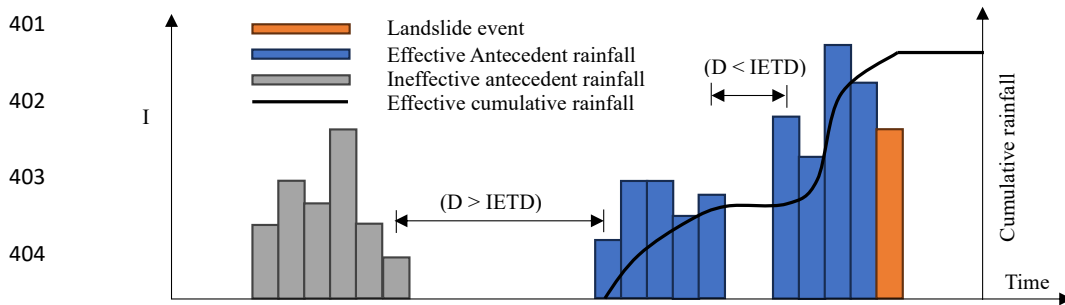 401
Landslide event
Effective Antecedent rainfall
Ineffective antecedent rainfall
Effective cumulative rainfall
(D < IETD)
402
I
403
(D > IETD)
Cumulative rainfall
404
Time